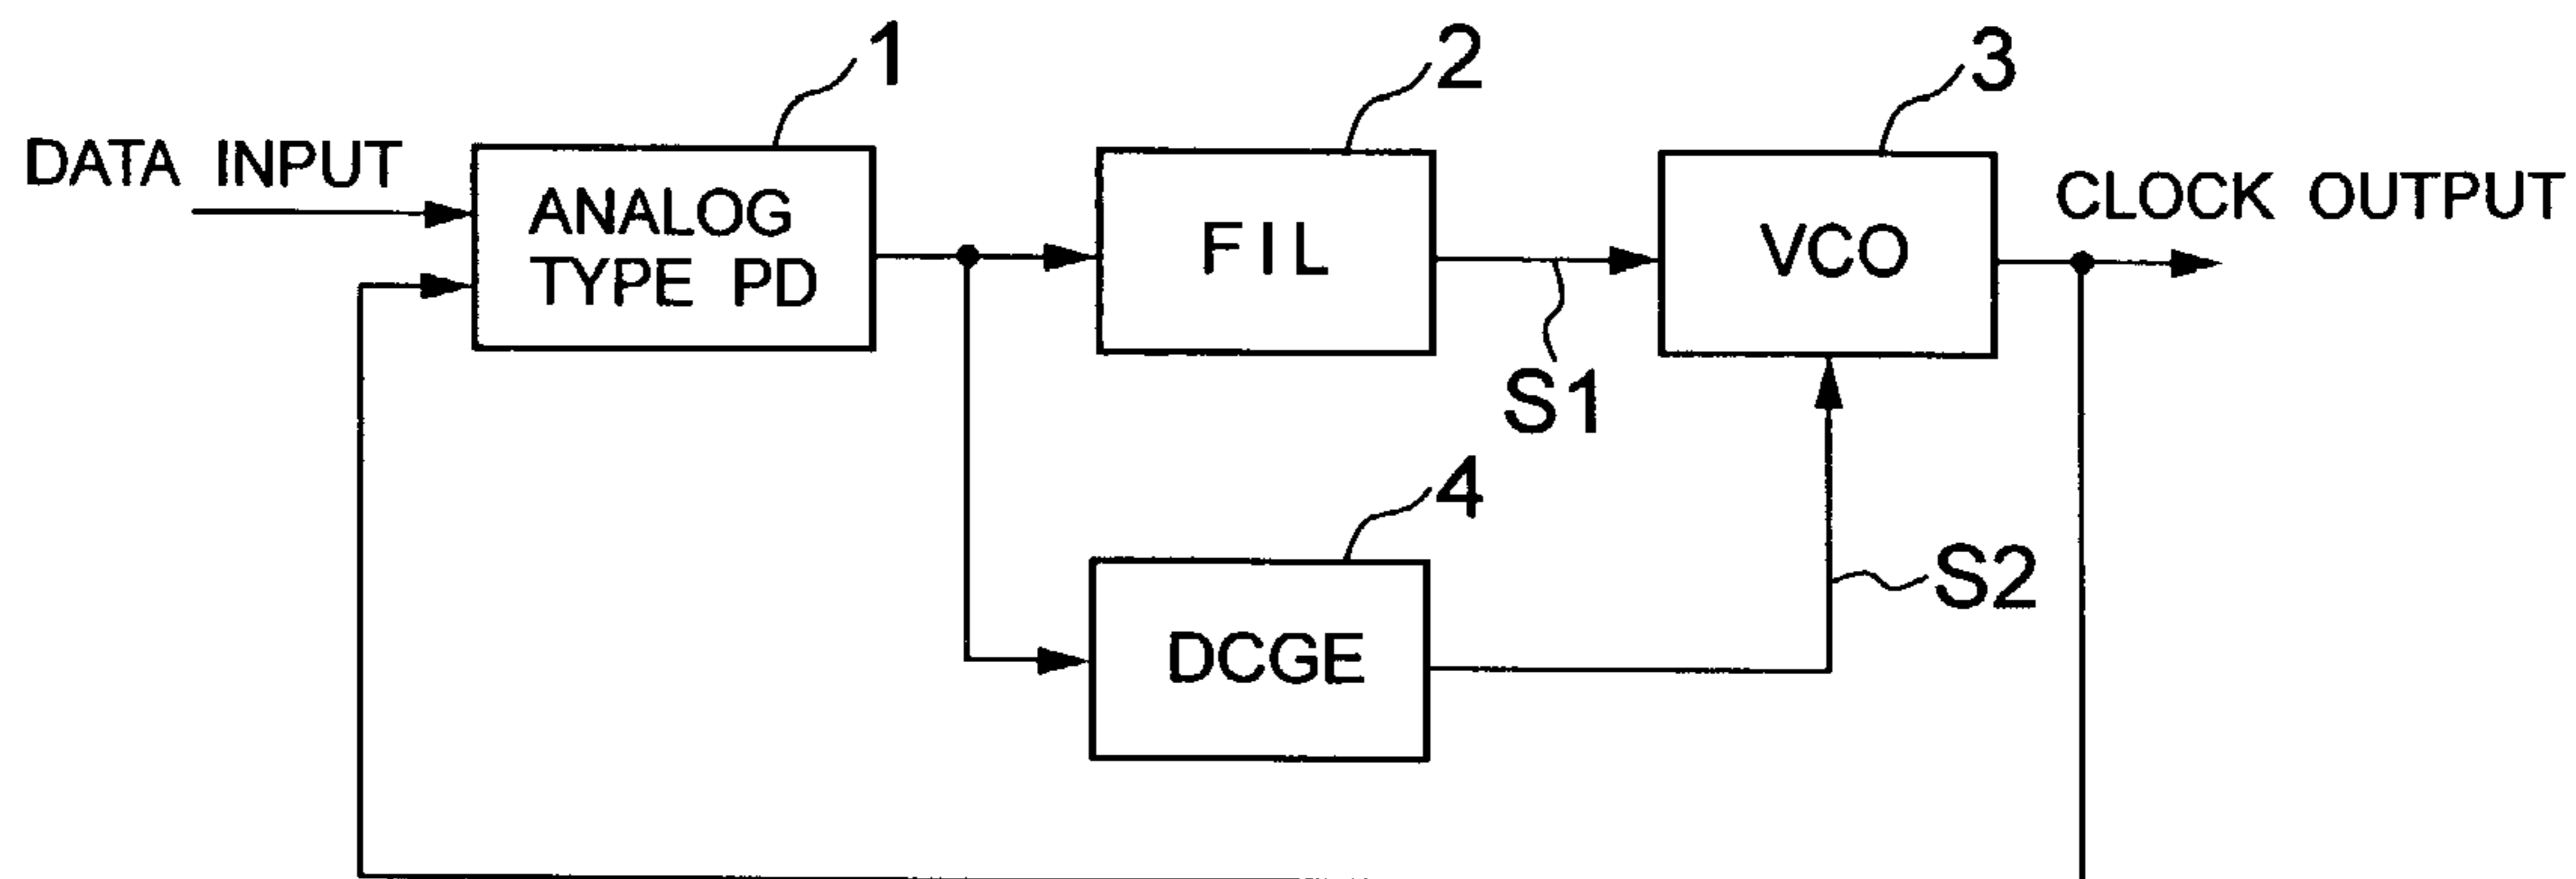 1
2
3
DATA INPUT
ANALOG
TYPE PD
FIL
VCO
CLOCK OUTPUT
S1
4
DCGE
S2